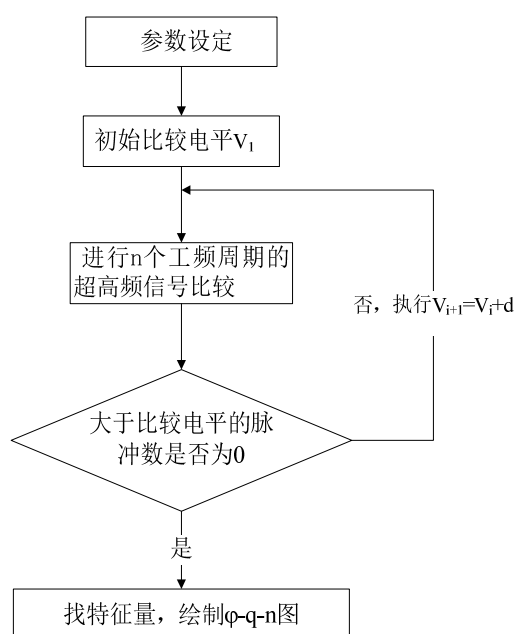 参数设定
初始比较电平V₁
进行n个工频周期的
超高频信号比较
否，执行Vᵢ₊₁=Vᵢ+d
大于比较电平的脉
冲数是否为0
是
找特征量，绘制φ-q-n图